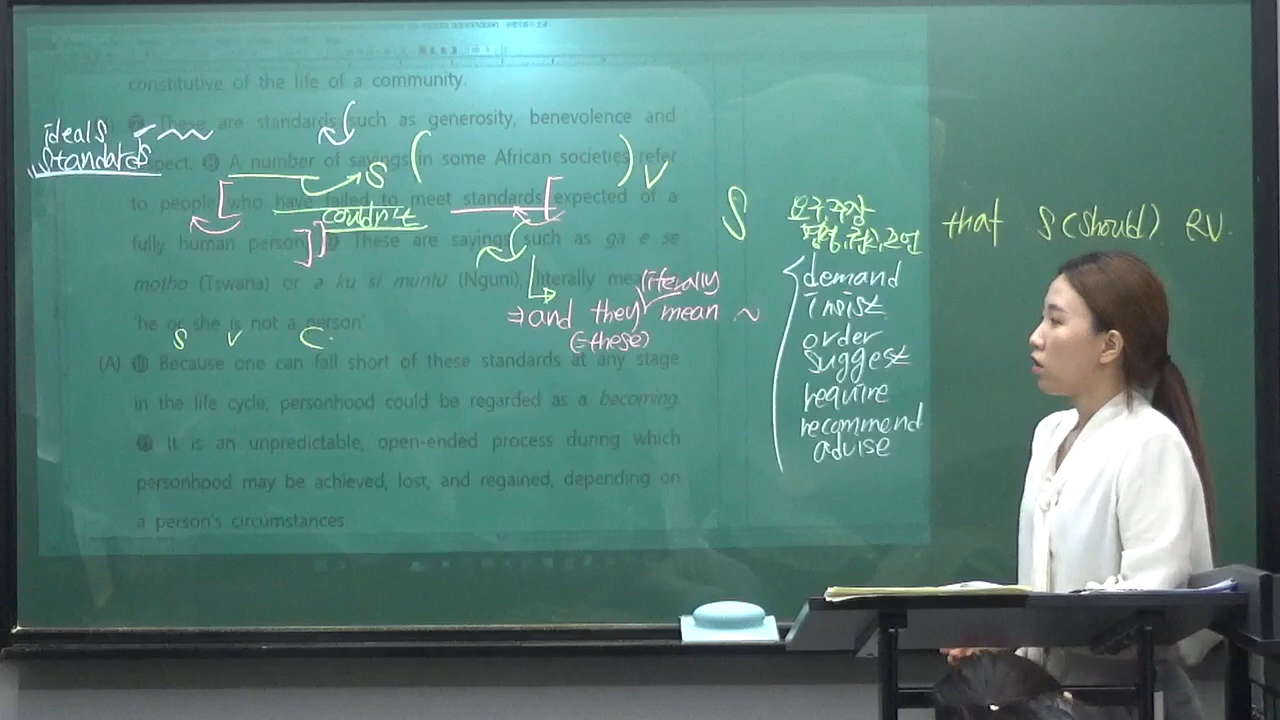 constitutive of the life of a community.
These are standards such as generosity, benevolence and
ideals
standards
A number of sayings in some African societies refer
S ( ) V
to people who have failed to meet standards expected of a
couldn't
fully human person. These are sayings such as ga e se
motho (Tswana) or a ku si muntu (Nguni), literally
literally
⇒and they mean ~
(=these)
'he or she is not a person'
S V C.
(A) ⑩ Because one can fall short of these standards at any stage
in the life cycle, personhood could be regarded as a becoming.
It is an unpredictable, open-ended process during which
personhood may be achieved, lost, and regained, depending on
a person's circumstances.
S 요구, 주장 that S (should) RV.
명령, 권고
demand
insist
order
suggest
require
recommend
advise